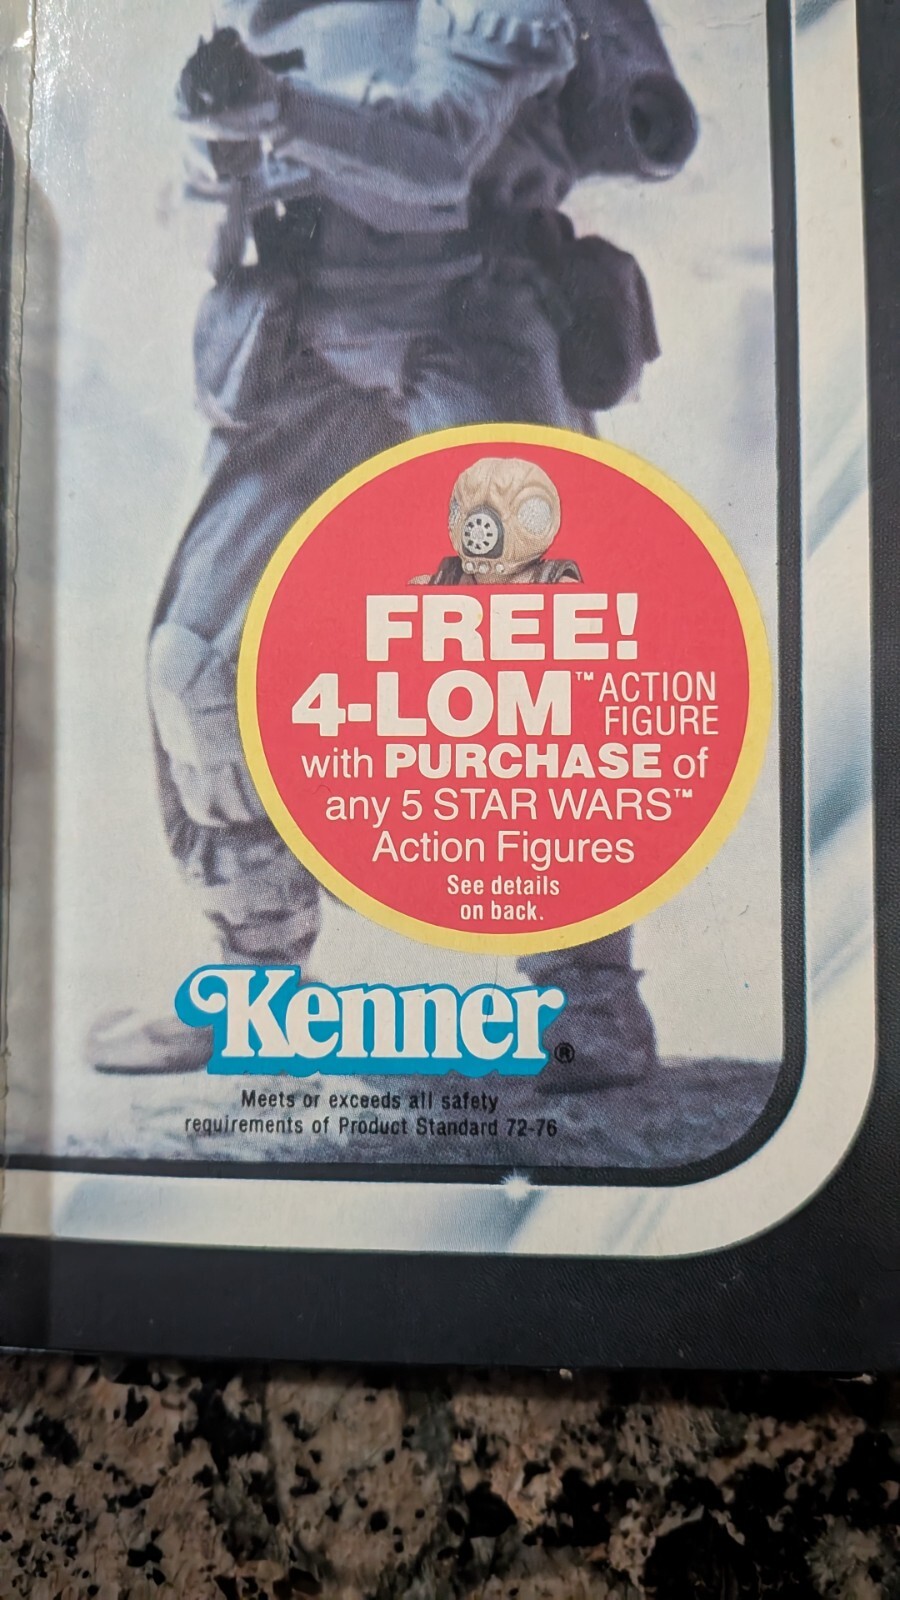 FREE!
4-LOM™ ACTION
FIGURE
with PURCHASE of
any 5 STAR WARS™
Action Figures
See details
on back.
Kenner®
Meets or exceeds all safety
requirements of Product Standard 72-76